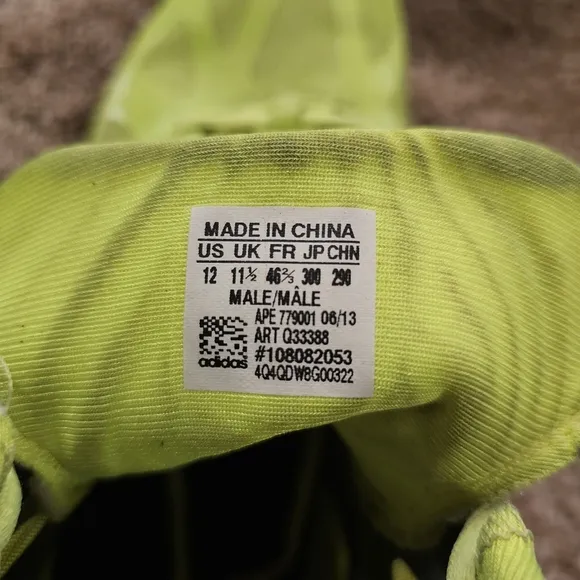 MADE IN CHINA
US UK FR JP CHN
12 11½ 46⅔ 300 290
MALE/MÂLE
APE 779001 06/13
ART Q33388
#108082053
adidas
4Q4QDW8G00322